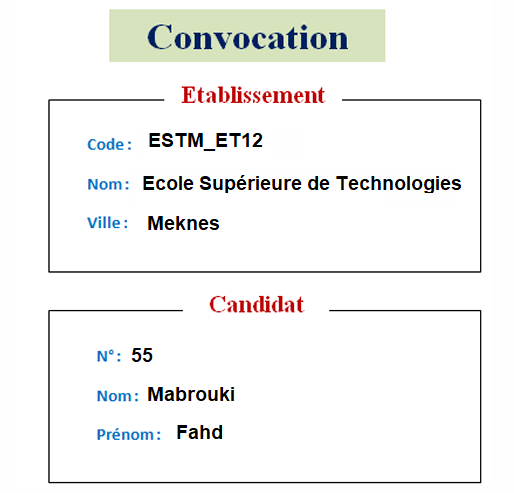 Convocation
Etablissement
Code : ESTM_ET12
Nom : Ecole Supérieure de Technologies
Ville : Meknes
Candidat
N° : 55
Nom : Mabrouki
Prénom : Fahd